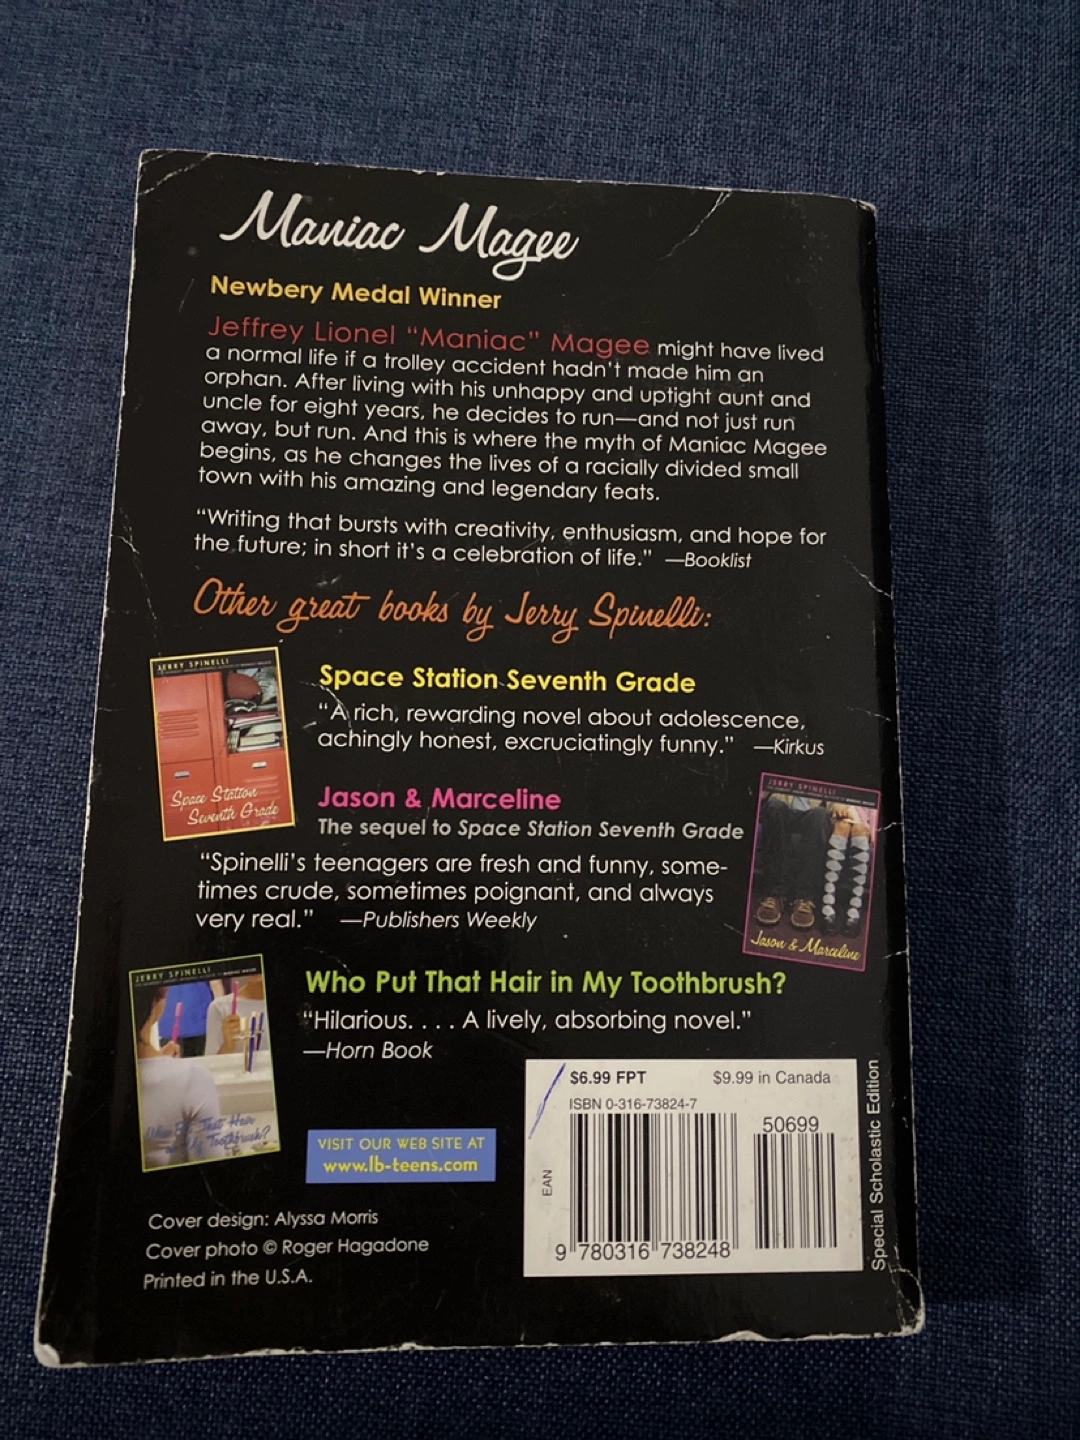 Maniac Magee
Newbery Medal Winner
Jeffrey Lionel “Maniac” Magee might have lived
a normal life if a trolley accident hadn’t made him an
orphan. After living with his unhappy and uptight aunt and
uncle for eight years, he decides to run—and not just run
away, but run. And this is where the myth of Maniac Magee
begins, as he changes the lives of a racially divided small
town with his amazing and legendary feats.
“Writing that bursts with creativity, enthusiasm, and hope for
the future; in short it’s a celebration of life.” —Booklist
Other great books by Jerry Spinelli:
JERRY SPINELLI
Space Station
Seventh Grade
Space Station Seventh Grade
“A rich, rewarding novel about adolescence,
achingly honest, excruciatingly funny.” —Kirkus
Jason & Marceline
The sequel to Space Station Seventh Grade
“Spinelli’s teenagers are fresh and funny, some-
times crude, sometimes poignant, and always
very real.” —Publishers Weekly
JERRY SPINELLI
Jason & Marceline
JERRY SPINELLI
Who Put That Hair
in My Toothbrush?
Who Put That Hair in My Toothbrush?
“Hilarious. . . . A lively, absorbing novel.”
—Horn Book
VISIT OUR WEB SITE AT
www.lb-teens.com
Cover design: Alyssa Morris
Cover photo © Roger Hagadone
Printed in the U.S.A.
$6.99 FPT $9.99 in Canada
ISBN 0-316-73824-7
50699
EAN
9 780316 738248
Special Scholastic Edition